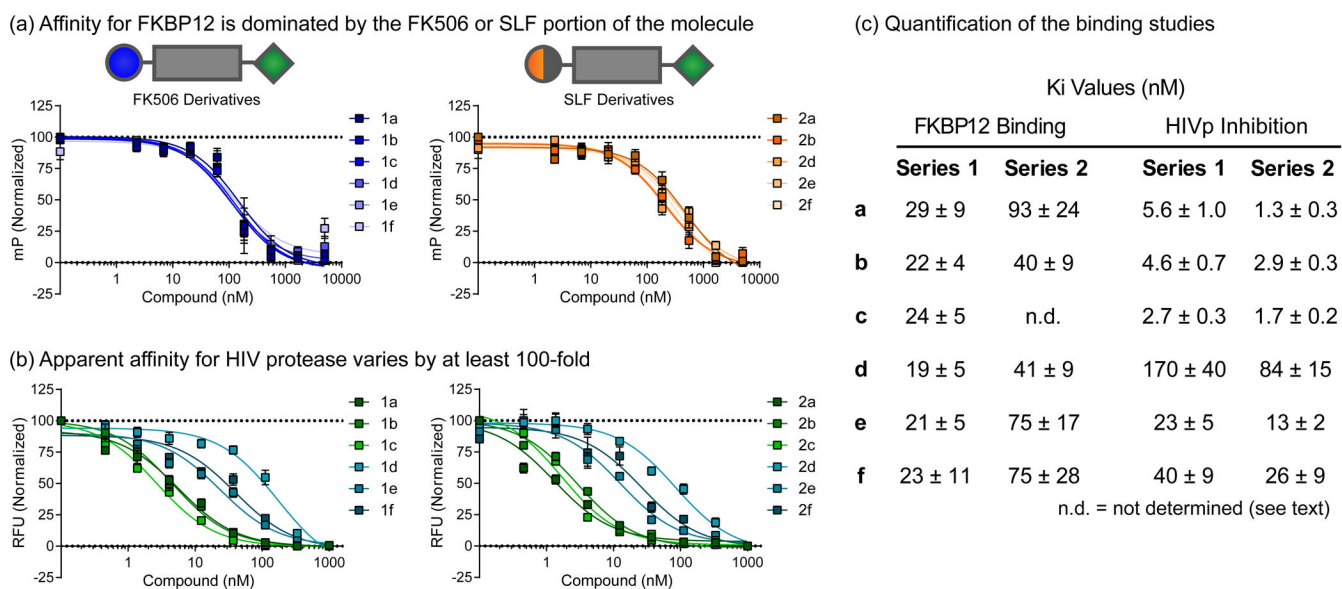 (a) Affinity for FKBP12 is dominated by the FK506 or SLF portion of the molecule
FK506 Derivatives
125
100
75
50
25
0
-25
mP (Normalized)
1
10
100
1000
10000
Compound (nM)
1a
1b
1c
1d
1e
1f
SLF Derivatives
125
100
75
50
25
0
-25
mP (Normalized)
1
10
100
1000
10000
Compound (nM)
2a
2b
2d
2e
2f
(b) Apparent affinity for HIV protease varies by at least 100-fold
125
100
75
50
25
0
-25
RFU (Normalized)
1
10
100
1000
Compound (nM)
1a
1b
1c
1d
1e
1f
125
100
75
50
25
0
-25
RFU (Normalized)
1
10
100
1000
Compound (nM)
2a
2b
2c
2d
2e
2f
(c) Quantification of the binding studies
Ki Values (nM)
FKBP12 Binding HIVp Inhibition
Series 1 Series 2 Series 1 Series 2
a 29 ± 9 93 ± 24 5.6 ± 1.0 1.3 ± 0.3
b 22 ± 4 40 ± 9 4.6 ± 0.7 2.9 ± 0.3
c 24 ± 5 n.d. 2.7 ± 0.3 1.7 ± 0.2
d 19 ± 5 41 ± 9 170 ± 40 84 ± 15
e 21 ± 5 75 ± 17 23 ± 5 13 ± 2
f 23 ± 11 75 ± 28 40 ± 9 26 ± 9
n.d. = not determined (see text)